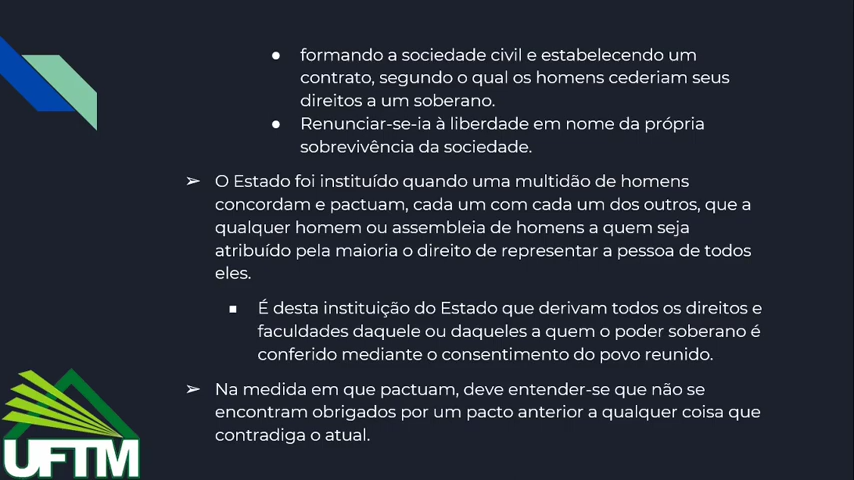 ● formando a sociedade civil e estabelecendo um
contrato, segundo o qual os homens cederiam seus
direitos a um soberano.
● Renunciar-se-ia à liberdade em nome da própria
sobrevivência da sociedade.
➢ O Estado foi instituído quando uma multidão de homens
concordam e pactuam, cada um com cada um dos outros, que a
qualquer homem ou assembleia de homens a quem seja
atribuído pela maioria o direito de representar a pessoa de todos
eles.
■ É desta instituição do Estado que derivam todos os direitos e
faculdades daquele ou daqueles a quem o poder soberano é
conferido mediante o consentimento do povo reunido.
➢ Na medida em que pactuam, deve entender-se que não se
encontram obrigados por um pacto anterior a qualquer coisa que
contradiga o atual.
UFTM